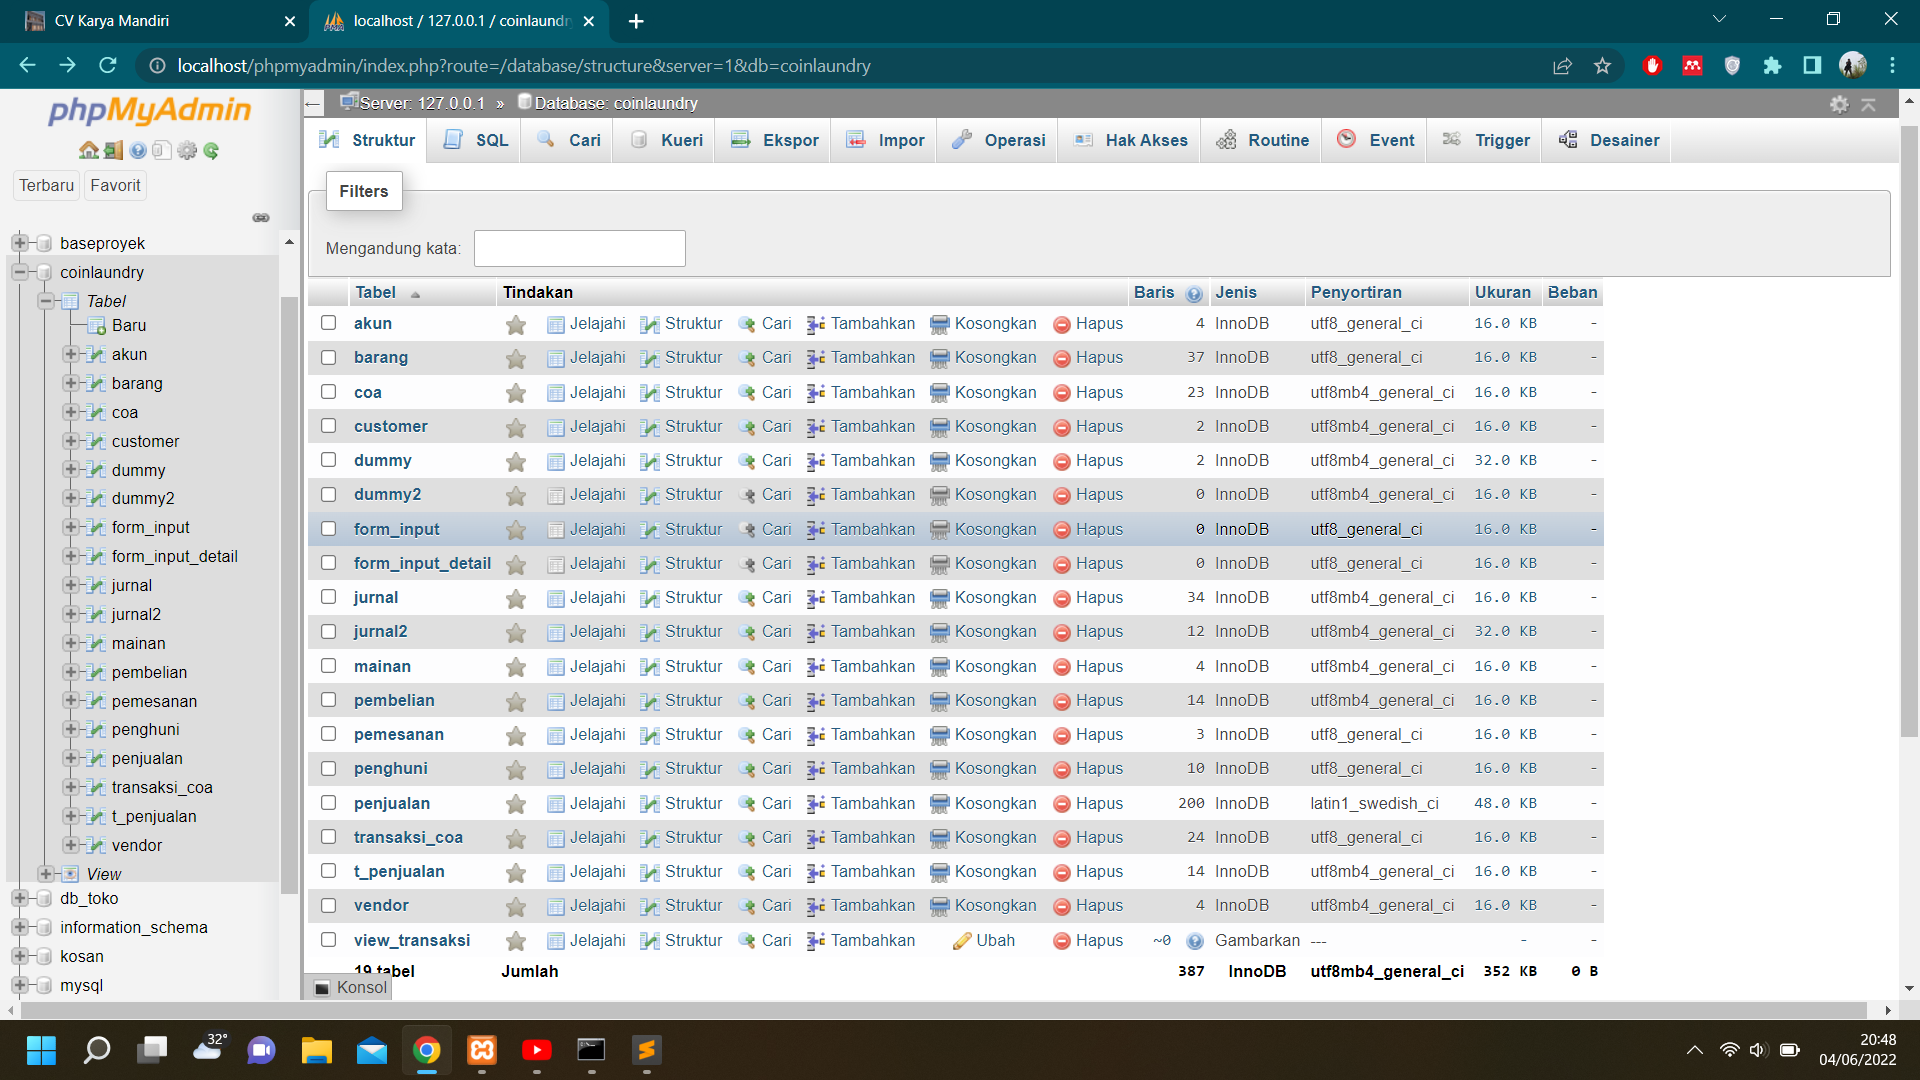 CV Karya Mandiri
localhost / 127.0.0.1 / coinlaundr
localhost/phpmyadmin/index.php?route=/database/structure&server=1&db=coinlaundry
phpMyAdmin
Terbaru Favorit
baseproyek
coinlaundry
Tabel
Baru
akun
barang
coa
customer
dummy
dummy2
form_input
form_input_detail
jurnal
jurnal2
mainan
pembelian
pemesanan
penghuni
penjualan
transaksi_coa
t_penjualan
vendor
View
db_toko
information_schema
kosan
mysql
Server: 127.0.0.1 » Database: coinlaundry
Struktur SQL Cari Kueri Ekspor Impor Operasi Hak Akses Routine Event Trigger Desainer
Filters
Mengandung kata:
Tabel Tindakan Baris Jenis Penyortiran Ukuran Beban
akun Jelajahi Struktur Cari Tambahkan Kosongkan Hapus 4 InnoDB utf8_general_ci 16.0 KB -
barang Jelajahi Struktur Cari Tambahkan Kosongkan Hapus 37 InnoDB utf8_general_ci 16.0 KB -
coa Jelajahi Struktur Cari Tambahkan Kosongkan Hapus 23 InnoDB utf8mb4_general_ci 16.0 KB -
customer Jelajahi Struktur Cari Tambahkan Kosongkan Hapus 2 InnoDB utf8mb4_general_ci 16.0 KB -
dummy Jelajahi Struktur Cari Tambahkan Kosongkan Hapus 2 InnoDB utf8mb4_general_ci 32.0 KB -
dummy2 Jelajahi Struktur Cari Tambahkan Kosongkan Hapus 0 InnoDB utf8mb4_general_ci 16.0 KB -
form_input Jelajahi Struktur Cari Tambahkan Kosongkan Hapus 0 InnoDB utf8_general_ci 16.0 KB -
form_input_detail Jelajahi Struktur Cari Tambahkan Kosongkan Hapus 0 InnoDB utf8_general_ci 16.0 KB -
jurnal Jelajahi Struktur Cari Tambahkan Kosongkan Hapus 34 InnoDB utf8mb4_general_ci 16.0 KB -
jurnal2 Jelajahi Struktur Cari Tambahkan Kosongkan Hapus 12 InnoDB utf8mb4_general_ci 32.0 KB -
mainan Jelajahi Struktur Cari Tambahkan Kosongkan Hapus 4 InnoDB utf8mb4_general_ci 16.0 KB -
pembelian Jelajahi Struktur Cari Tambahkan Kosongkan Hapus 14 InnoDB utf8mb4_general_ci 16.0 KB -
pemesanan Jelajahi Struktur Cari Tambahkan Kosongkan Hapus 3 InnoDB utf8_general_ci 16.0 KB -
penghuni Jelajahi Struktur Cari Tambahkan Kosongkan Hapus 10 InnoDB utf8_general_ci 16.0 KB -
penjualan Jelajahi Struktur Cari Tambahkan Kosongkan Hapus 200 InnoDB latin1_swedish_ci 48.0 KB -
transaksi_coa Jelajahi Struktur Cari Tambahkan Kosongkan Hapus 24 InnoDB utf8_general_ci 16.0 KB -
t_penjualan Jelajahi Struktur Cari Tambahkan Kosongkan Hapus 14 InnoDB utf8mb4_general_ci 16.0 KB -
vendor Jelajahi Struktur Cari Tambahkan Kosongkan Hapus 4 InnoDB utf8mb4_general_ci 16.0 KB -
view_transaksi Jelajahi Struktur Cari Tambahkan Ubah Hapus ~0 Gambarkan --- - -
19 tabel Jumlah 387 InnoDB utf8mb4_general_ci 352 KB 0 B
Konsol
32°
20:48
04/06/2022